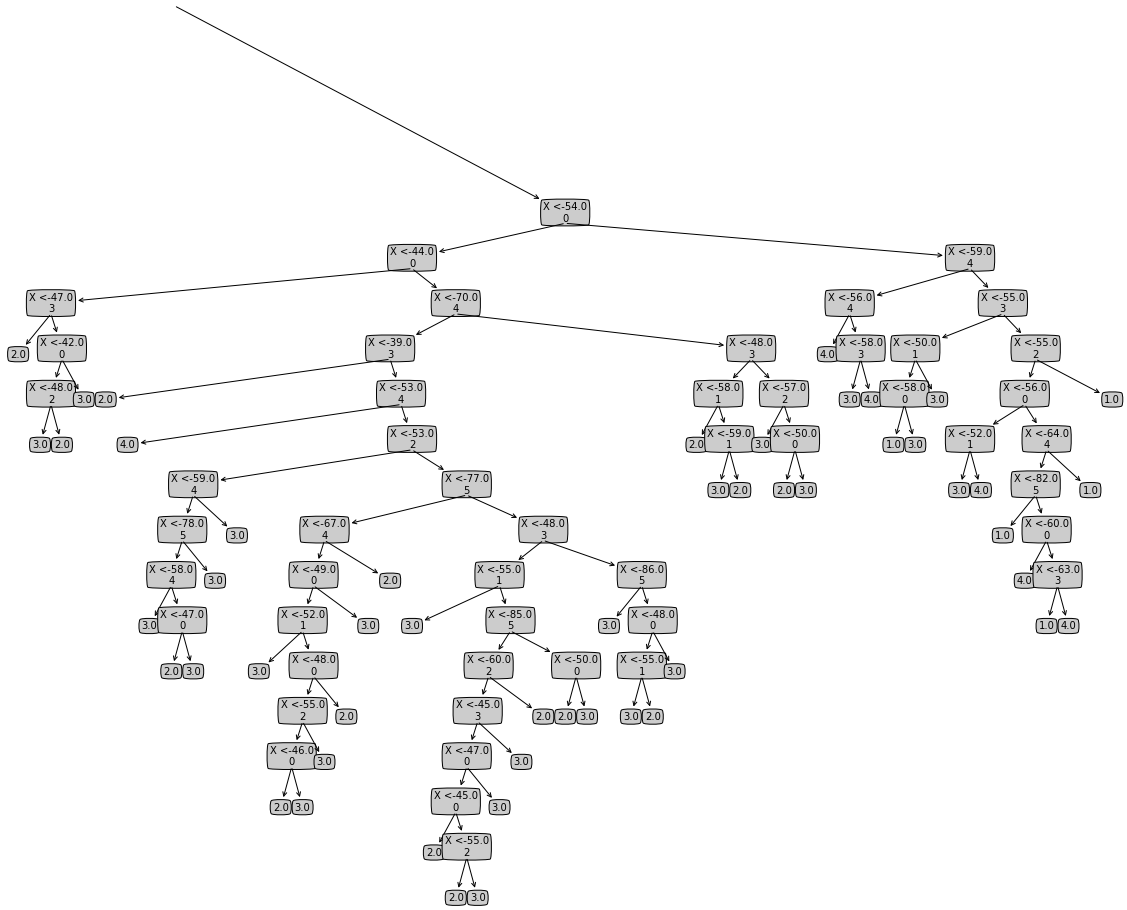 X <-54.0
0
X <-44.0
0
X <-59.0
4
X <-47.0
3
X <-70.0
4
X <-56.0
4
X <-55.0
3
2.0
X <-42.0
0
X <-39.0
3
X <-48.0
3
4.0
X <-58.0
3
X <-50.0
1
X <-55.0
2
X <-48.0
2
3.0
2.0
X <-53.0
4
X <-58.0
1
X <-57.0
2
3.0
4.0
X <-58.0
0
3.0
X <-56.0
0
1.0
3.0
2.0
4.0
X <-53.0
2
2.0
X <-59.0
1
3.0
X <-50.0
0
1.0
3.0
X <-52.0
1
X <-64.0
4
X <-59.0
4
X <-77.0
5
3.0
2.0
2.0
3.0
3.0
4.0
X <-82.0
5
1.0
X <-78.0
5
3.0
X <-67.0
4
X <-48.0
3
1.0
X <-60.0
0
X <-58.0
4
3.0
X <-49.0
0
2.0
X <-55.0
1
X <-86.0
5
4.0
X <-63.0
3
3.0
X <-47.0
0
X <-52.0
1
3.0
3.0
X <-85.0
5
3.0
X <-48.0
0
1.0
4.0
2.0
3.0
3.0
X <-48.0
0
X <-60.0
2
X <-50.0
0
X <-55.0
1
3.0
X <-55.0
2
2.0
X <-45.0
3
2.0
2.0
3.0
3.0
2.0
X <-46.0
0
3.0
X <-47.0
0
3.0
2.0
3.0
X <-45.0
0
3.0
2.0
X <-55.0
2
2.0
3.0